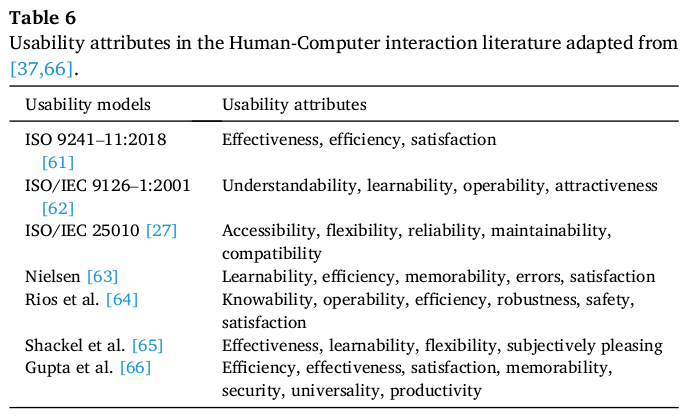 Table 6
Usability attributes in the Human-Computer interaction literature adapted from
[37,66].
Usability models Usability attributes
ISO 9241–11:2018 Effectiveness, efficiency, satisfaction
[61]
ISO/IEC 9126–1:2001 Understandability, learnability, operability, attractiveness
[62]
ISO/IEC 25010 [27] Accessibility, flexibility, reliability, maintainability,
compatibility
Nielsen [63] Learnability, efficiency, memorability, errors, satisfaction
Rios et al. [64] Knowability, operability, efficiency, robustness, safety,
satisfaction
Shackel et al. [65] Effectiveness, learnability, flexibility, subjectively pleasing
Gupta et al. [66] Efficiency, effectiveness, satisfaction, memorability,
security, universality, productivity